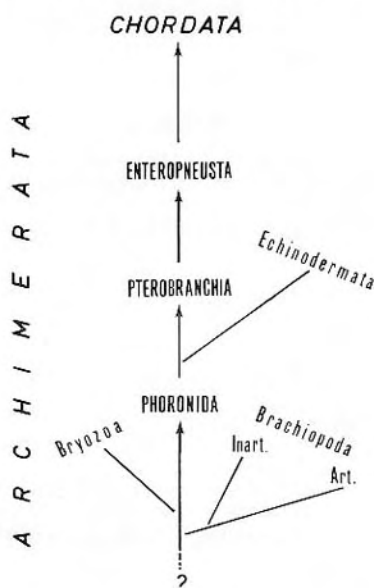 CHORDATA
ENTEROPNEUSTA
Echinodermata
PTEROBRANCHIA
PHORONIDA
Bryozoa
Brachiopoda
Inart.
Art.
?
ARCHIMERATA